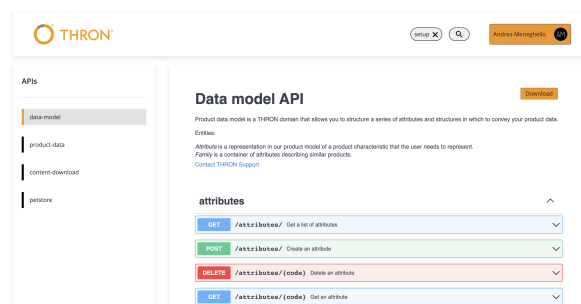 THRON
setup
Andrea Meneghello
AM
APIs
data-model
product-data
content-download
petstore
Data model API
Download
Product data model is a THRON domain that allows you to structure a series of attributes and structures in which to convey your product data.
Entities:
Attribute is a representation in our product model of a product characteristic that the user needs to represent.
Family is a container of attributes describing similar products.
Contact THRON Support
attributes
GET /attributes/ Get a list of attributes
POST /attributes/ Create an attribute
DELETE /attributes/{code} Delete an attribute
GET /attributes/{code} Get an attribute